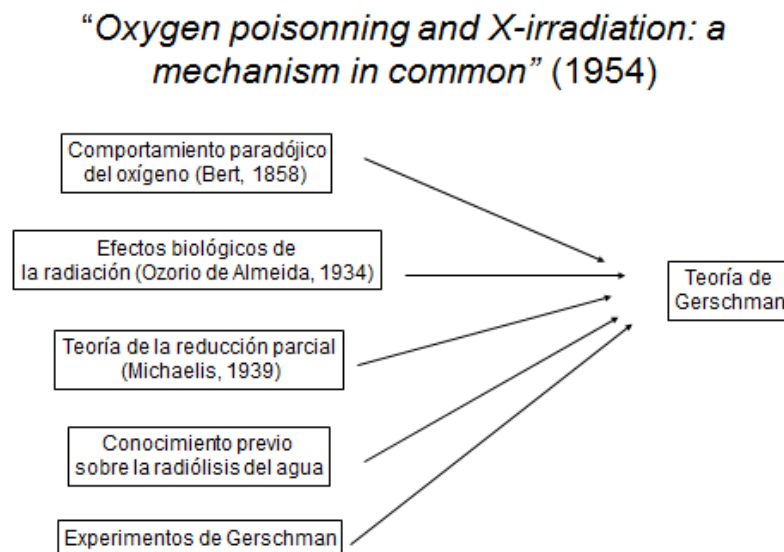 “Oxygen poisonning and X-irradiation: a
mechanism in common” (1954)
Comportamiento paradójico
del oxígeno (Bert, 1858)
Efectos biológicos de
la radiación (Ozorio de Almeida, 1934)
Teoría de la reducción parcial
(Michaelis, 1939)
Conocimiento previo
sobre la radiólisis del agua
Experimentos de Gerschman
Teoría de
Gerschman